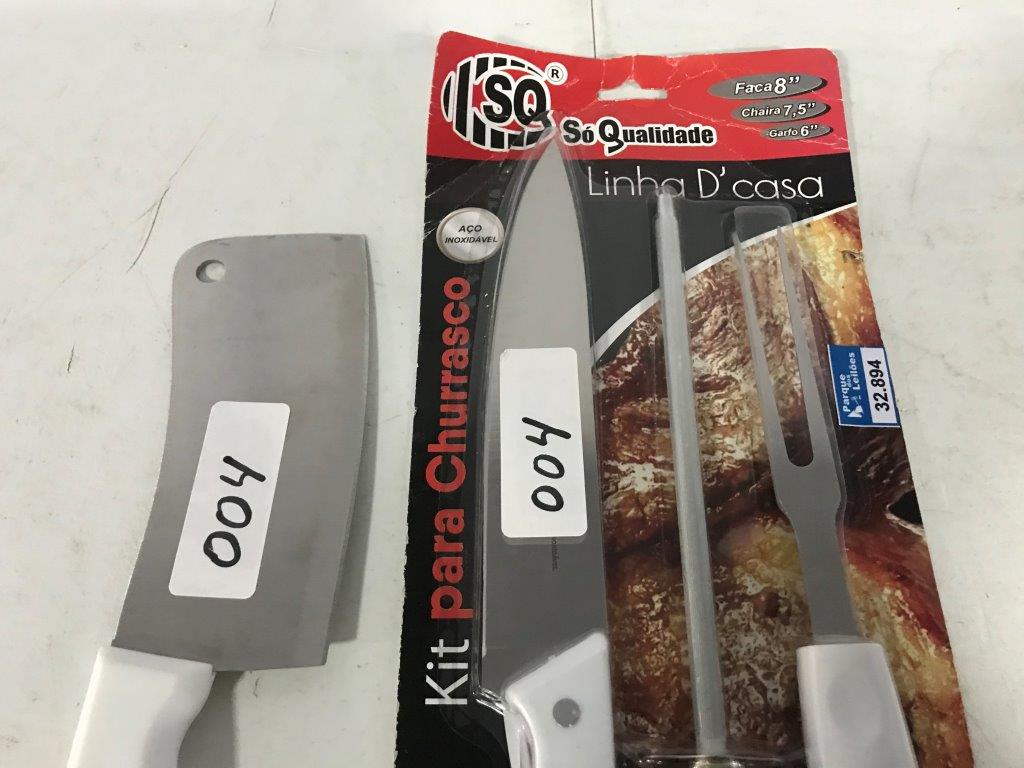 SQ®
Só Qualidade
Faca 8”
Chaira 7,5”
Garfo 6”
Linha D' casa
AÇO
INOXIDÁVEL
Kit para Churrasco
004
004
Parque
dos
Leilões
32.894